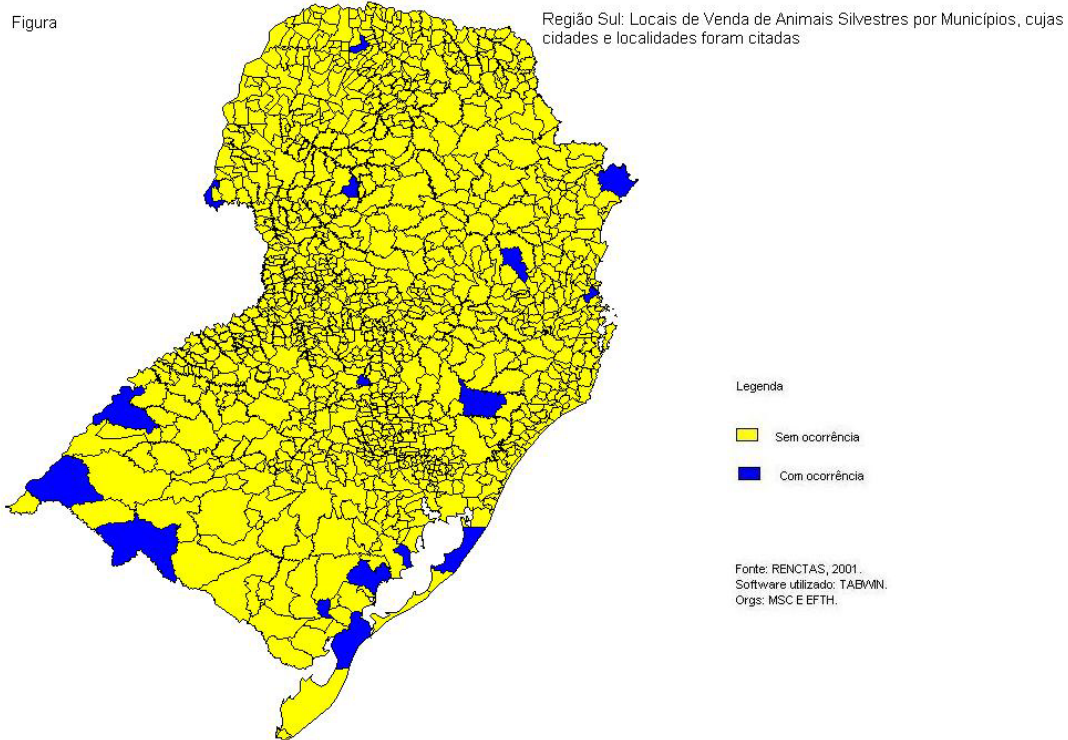 Figura
Região Sul: Locais de Venda de Animais Silvestres por Municípios, cujas
cidades e localidades foram citadas
Legenda
Sem ocorrência
Com ocorrência
Fonte: RENCTAS, 2001.
Software utilizado: TABWIN.
Orgs: MSC E EFTH.